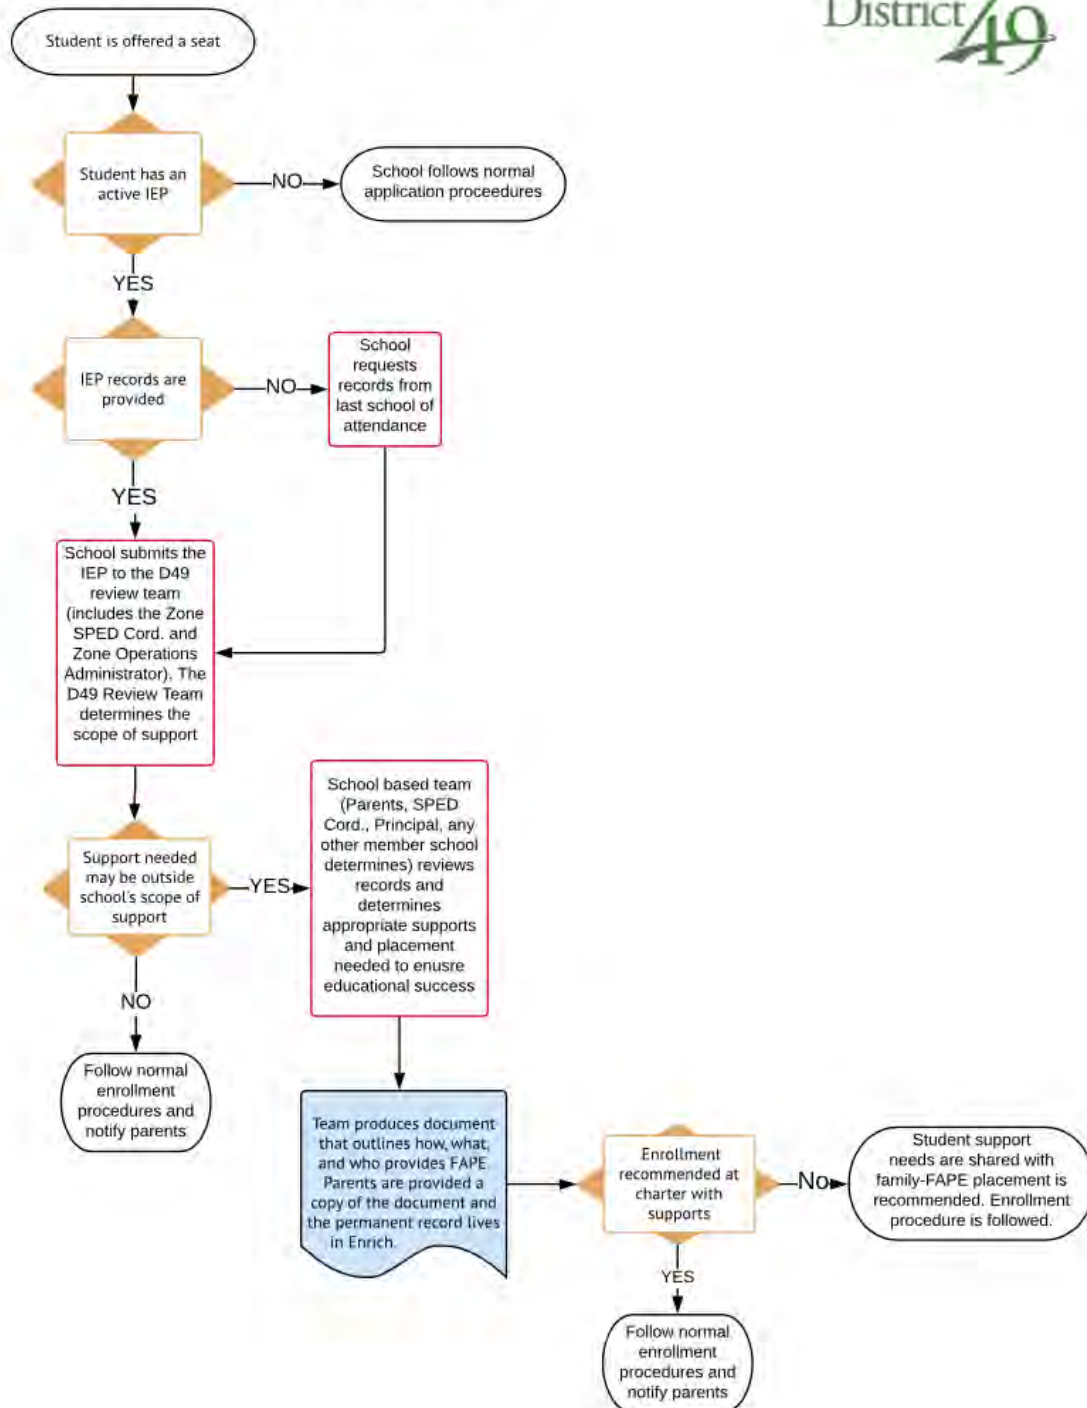 District
49
Student is offered a seat
Student has an
active IEP
NO
School follows normal
application proceedures
YES
IEP records are
provided
NO
School
requests
records from
last school of
attendance
YES
School submits the
IEP to the D49
review team
(includes the Zone
SPED Cord. and
Zone Operations
Administrator). The
D49 Review Team
determines the
scope of support
Support needed
may be outside
school's scope of
support
YES
School based team
(Parents, SPED
Cord., Principal, any
other member school
determines) reviews
records and
determines
appropriate supports
and placement
needed to enusre
educational success
NO
Follow normal
enrollment
procedures and
notify parents
Team produces document
that outlines how, what,
and who provides FAPE
Parents are provided a
copy of the document and
the permanent record lives
in Enrich.
Enrollment
recommended at
charter with
supports
No
Student support
needs are shared with
family-FAPE placement is
recommended. Enrollment
procedure is followed.
YES
Follow normal
enrollment
procedures and
notify parents